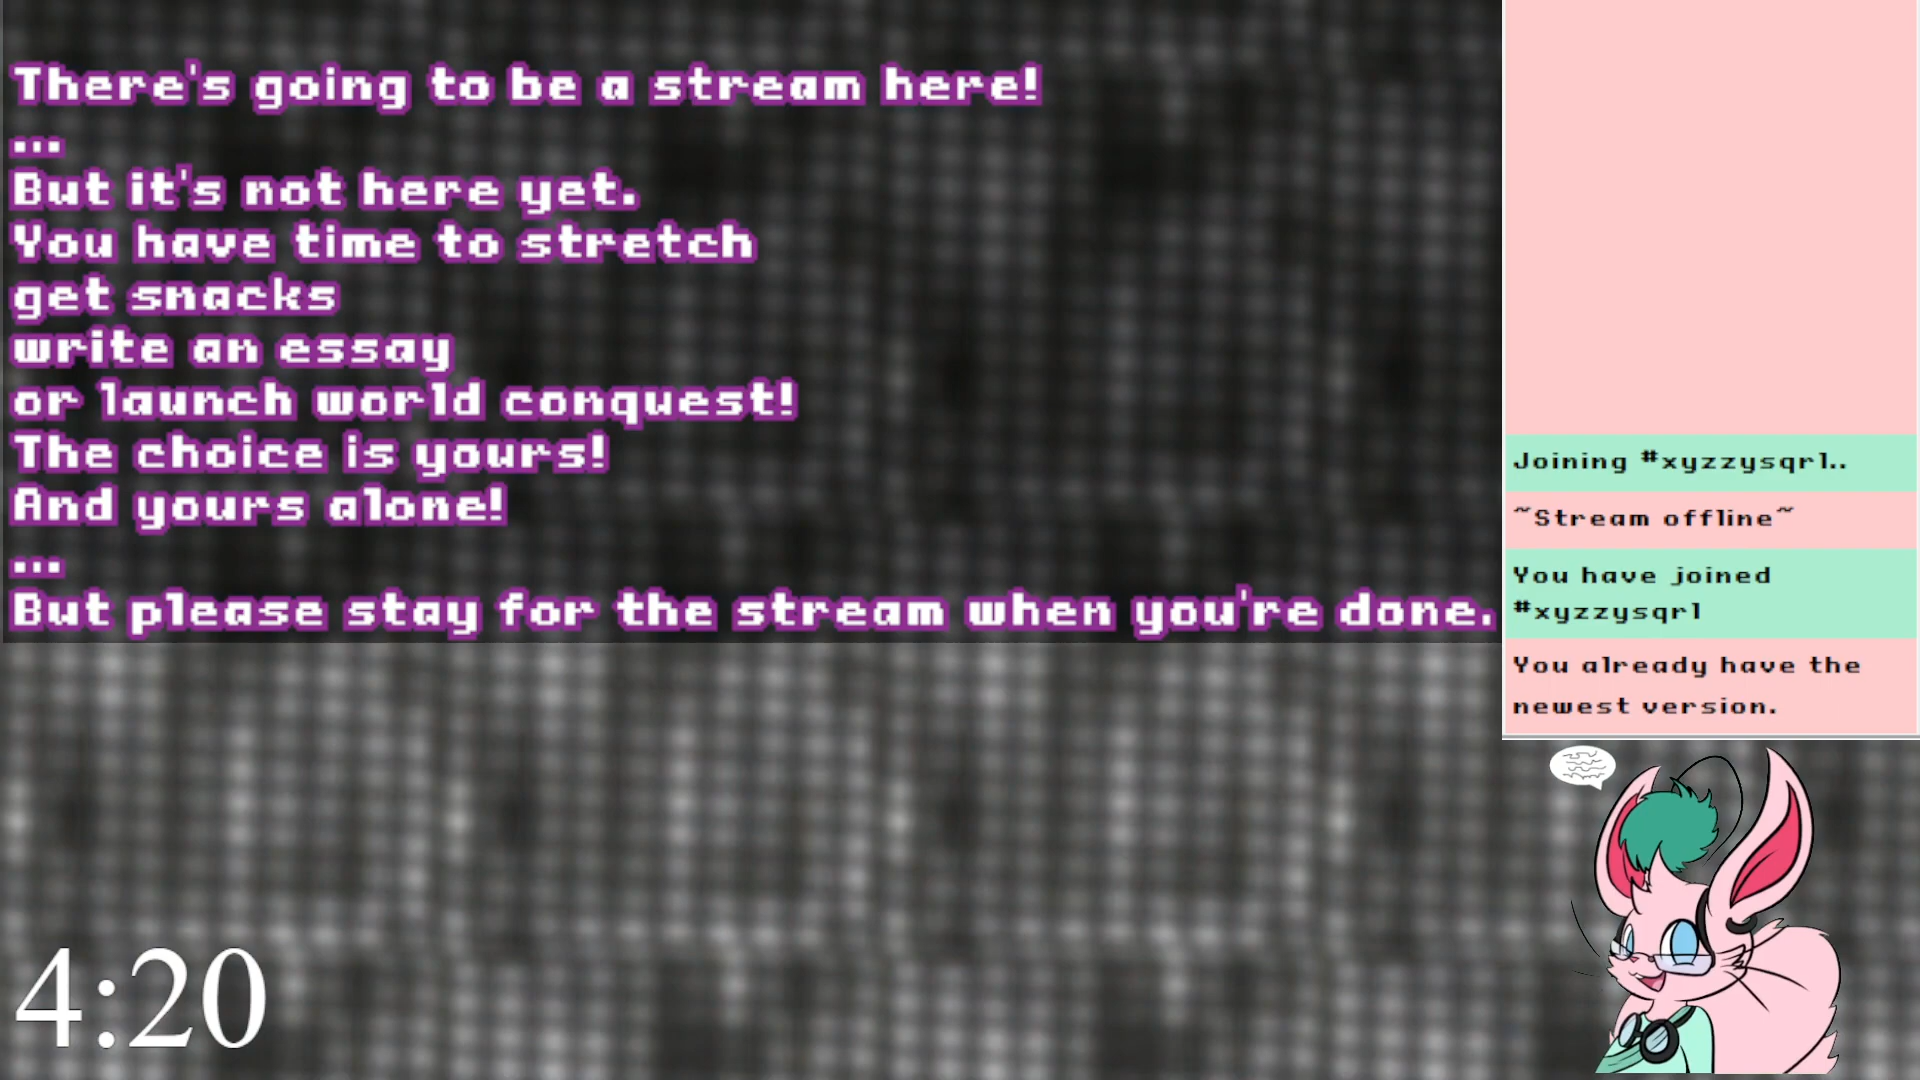 There's going to be a stream here!
...
But it's not here yet.
You have time to stretch
get snacks
write an essay
or launch world conquest!
The choice is yours!
And yours alone!
...
But please stay for the stream when you're done.
4:20
Joining #xyzzysqrl..
~Stream offline~
You have joined
#xyzzysqrl
You already have the
newest version.